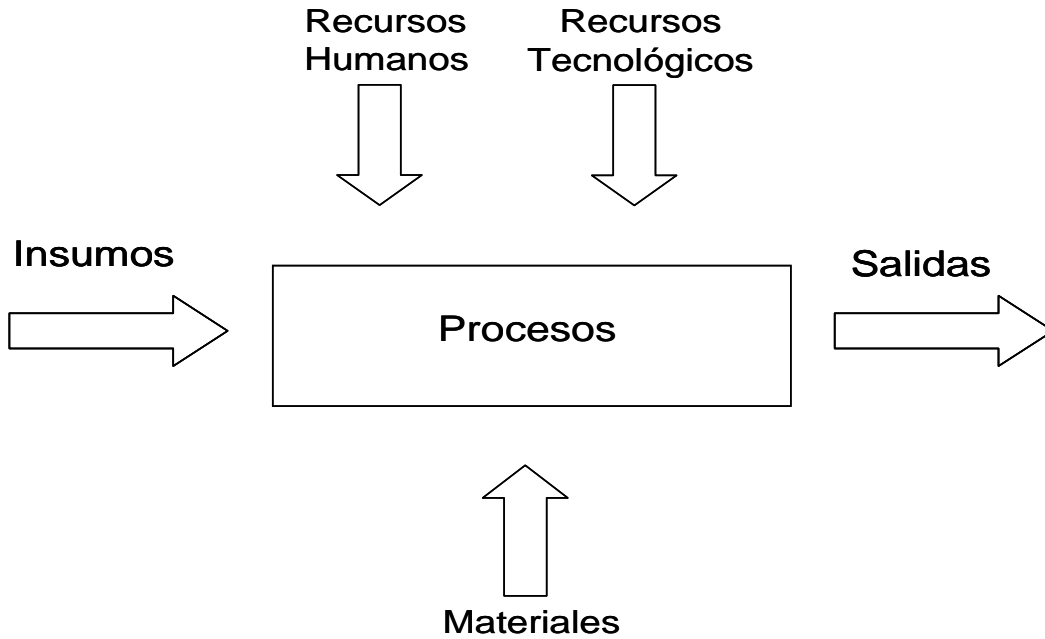 Recursos
Humanos
Recursos
Tecnológicos
Insumos
Procesos
Salidas
Materiales